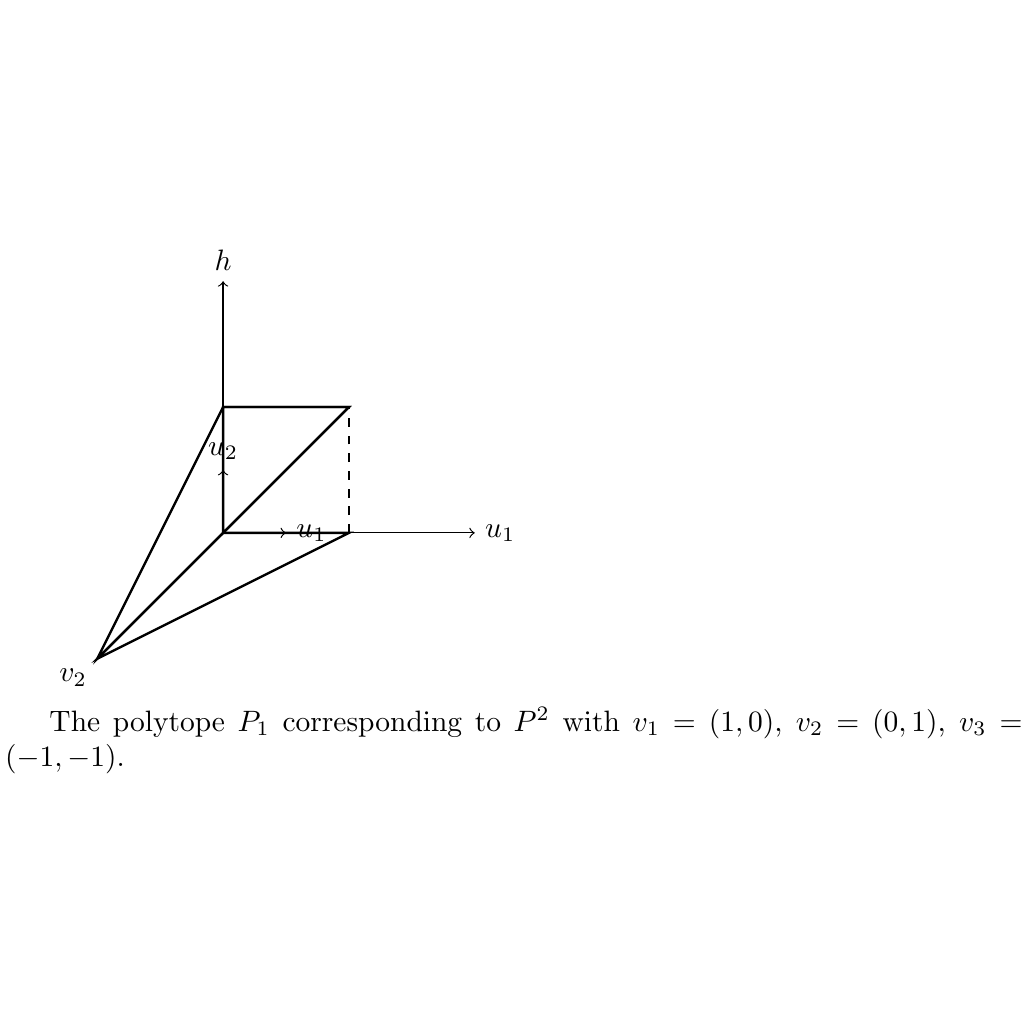 h
u₂
u₁ u₁
v₂
The polytope P₁ corresponding to P² with v₁ = (1, 0), v₂ = (0, 1), v₃ =
(−1, −1).